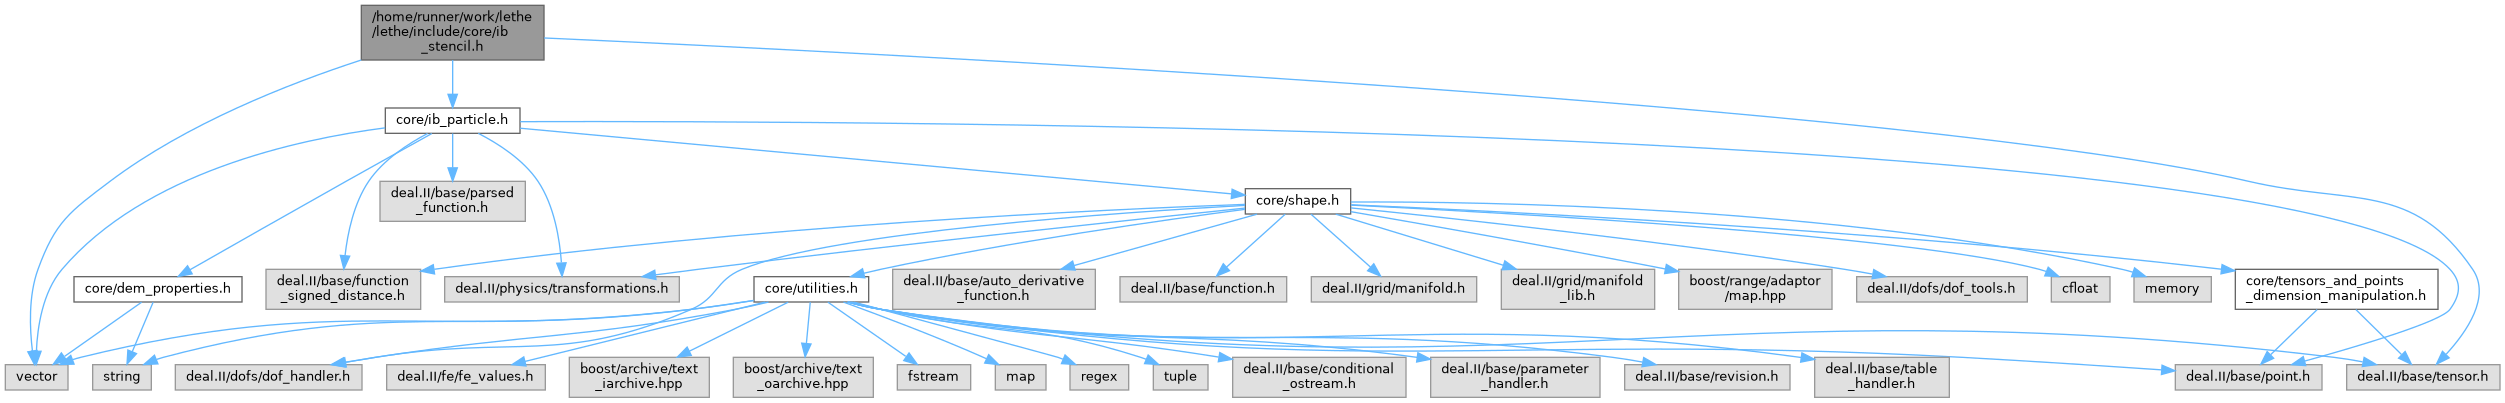 /home/runner/work/lethe
/lethe/include/core/ib
_stencil.h
core/ib_particle.h
deal.II/base/parsed
_function.h
core/shape.h
core/dem_properties.h
deal.II/base/function
_signed_distance.h
deal.II/physics/transformations.h
core/utilities.h
deal.II/base/auto_derivative
_function.h
deal.II/base/function.h
deal.II/grid/manifold.h
deal.II/grid/manifold
_lib.h
boost/range/adaptor
/map.hpp
deal.II/dofs/dof_tools.h
cfloat
memory
core/tensors_and_points
_dimension_manipulation.h
vector
string
deal.II/dofs/dof_handler.h
deal.II/fe/fe_values.h
boost/archive/text
_iarchive.hpp
boost/archive/text
_oarchive.hpp
fstream
map
regex
tuple
deal.II/base/conditional
_ostream.h
deal.II/base/parameter
_handler.h
deal.II/base/revision.h
deal.II/base/table
_handler.h
deal.II/base/point.h
deal.II/base/tensor.h